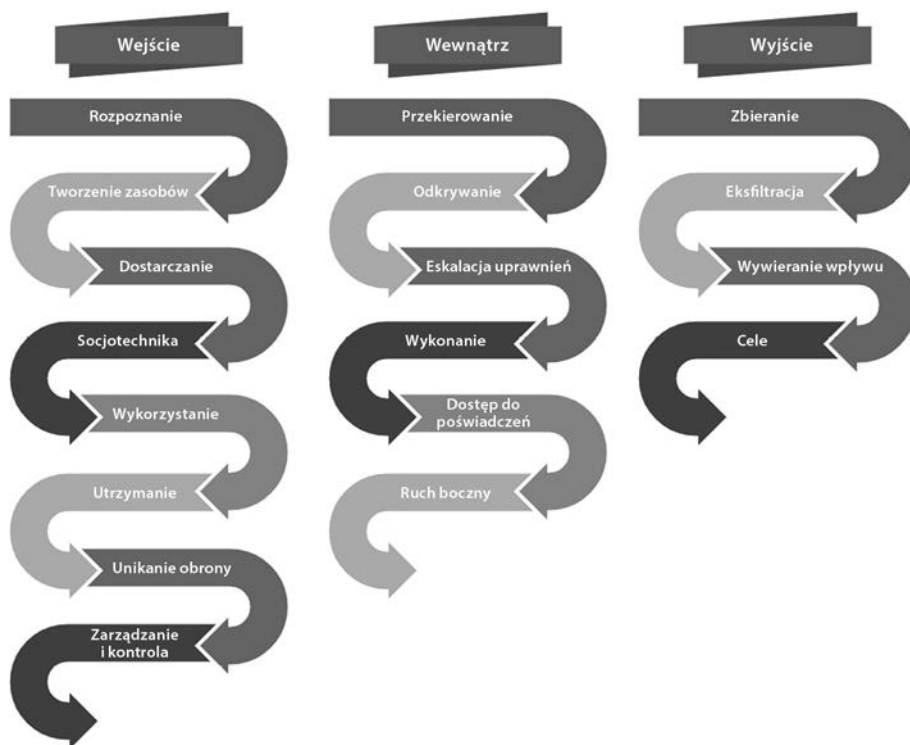 Wejście
Rozpoznanie
Tworzenie zasobów
Dostarczanie
Socjotechnika
Wykorzystanie
Utrzymanie
Unikanie obrony
Zarządzanie
i kontrola
Wewnątrz
Przekierowanie
Odkrywanie
Eskalacja uprawnień
Wykonanie
Dostęp do
poświadczeń
Ruch boczny
Wyjście
Zbieranie
Eksfiltracja
Wywieranie wpływu
Cele